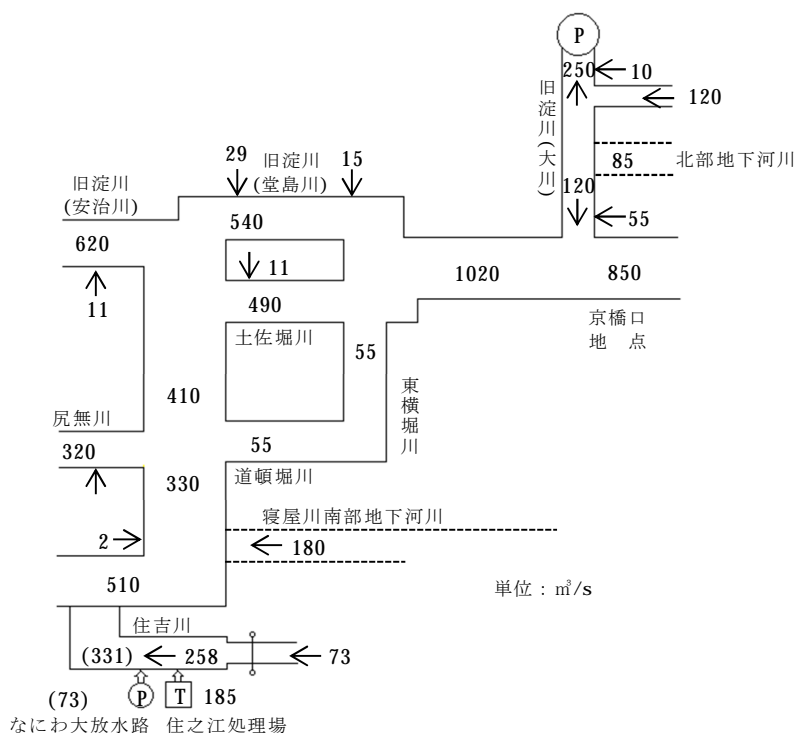 P
250
10
120
旧淀川(大川)
85
北部地下河川
120
55
29
旧淀川
(堂島川)
15
旧淀川
(安治川)
540
620
11
11
490
1020
850
京橋口
地 点
土佐堀川
55
東横堀川
410
尻無川
320
55
道頓堀川
330
寝屋川南部地下河川
2
180
510
単位:㎥/s
住吉川
(331)
258
73
(73)
P
T
185
なにわ大放水路 住之江処理場